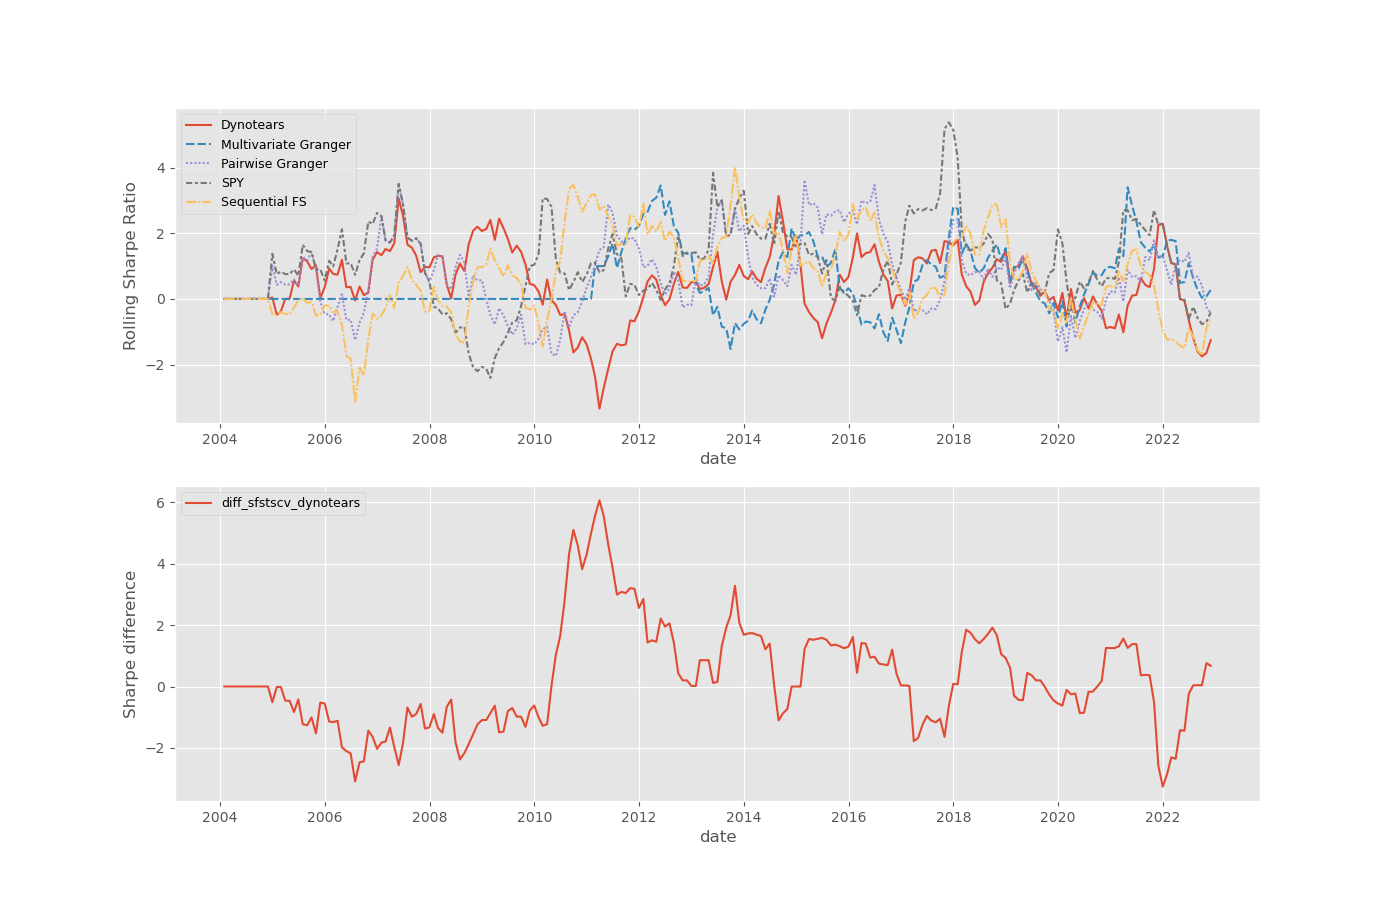 Rolling Sharpe Ratio
4
2
0
−2
Dynotears
Multivariate Granger
Pairwise Granger
SPY
Sequential FS
2004 2006 2008 2010 2012 2014 2016 2018 2020 2022
date
Sharpe difference
6
4
2
0
−2
diff_sfstscv_dynotears
2004 2006 2008 2010 2012 2014 2016 2018 2020 2022
date